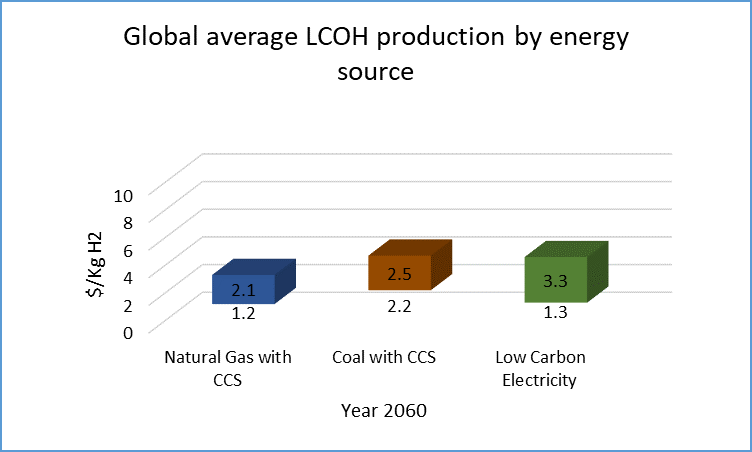 Global average LCOH production by energy
source
$/Kg H2
10
8
6
4
2
0
2.1
2.5
3.3
1.2
2.2
1.3
Natural Gas with
CCS
Coal with CCS
Low Carbon
Electricity
Year 2060